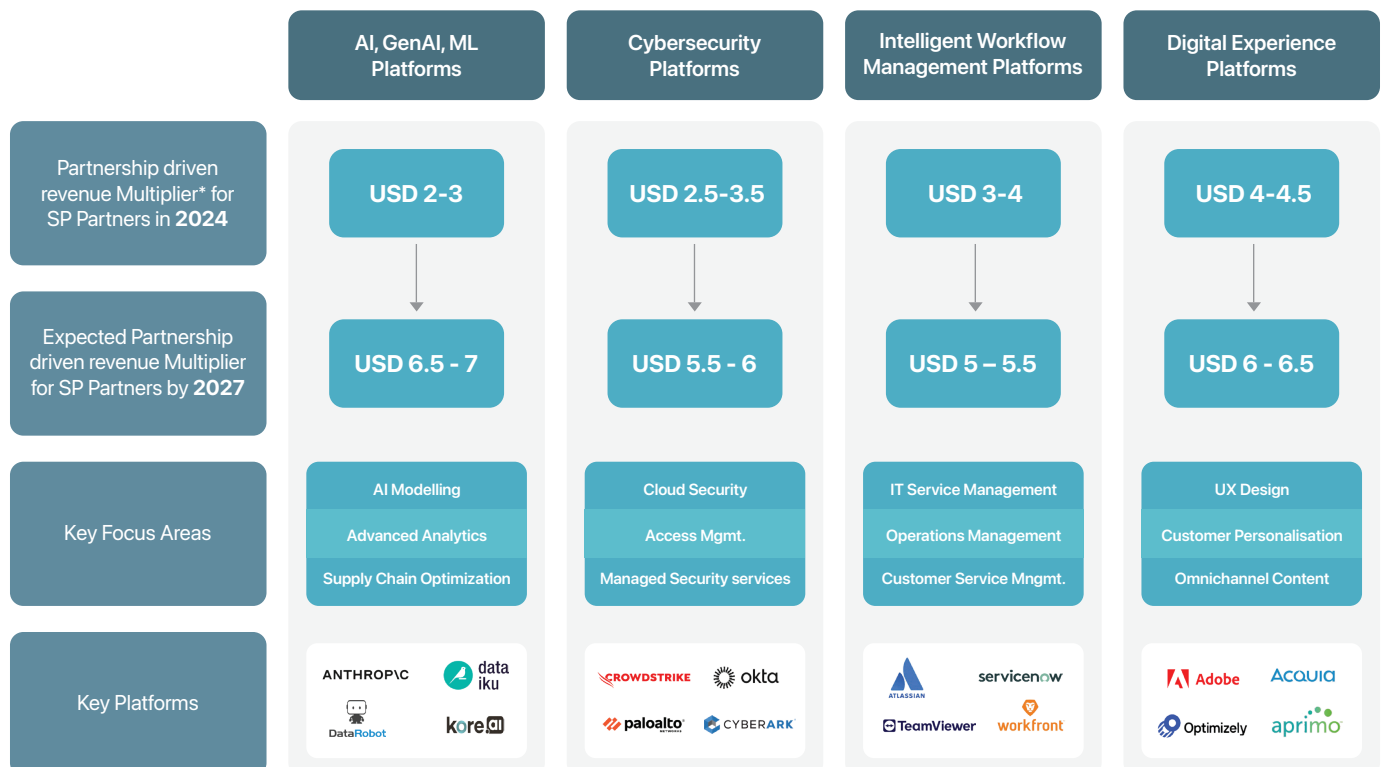 AI, GenAI, ML
Platforms
Cybersecurity
Platforms
Intelligent Workflow
Management Platforms
Digital Experience
Platforms
Partnership driven
revenue Multiplier* for
SP Partners in 2024
USD 2-3
USD 2.5-3.5
USD 3-4
USD 4-4.5
Expected Partnership
driven revenue Multiplier
for SP Partners by 2027
USD 6.5 - 7
USD 5.5 - 6
USD 5 – 5.5
USD 6 - 6.5
Key Focus Areas
AI Modelling
Advanced Analytics
Supply Chain Optimization
Cloud Security
Access Mgmt.
Managed Security services
IT Service Management
Operations Management
Customer Service Mngmt.
UX Design
Customer Personalisation
Omnichannel Content
Key Platforms
ANTHROP\C
data
iku
DataRobot
kore.ai
CROWDSTRIKE
okta
paloalto®
NETWORKS
CYBERARK®
ATLASSIAN
servicenow
TeamViewer
workfront
Adobe
ACQUIA
Optimizely
aprimo™